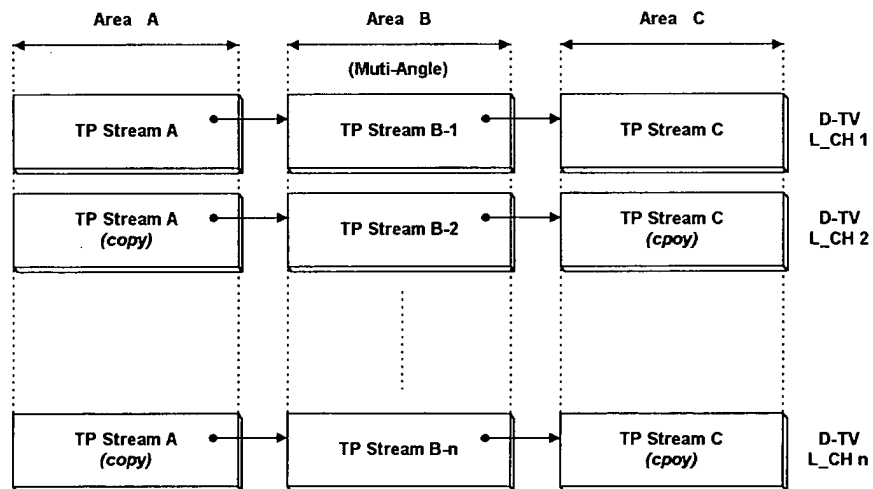 Area A
Area B
Area C
(Muti-Angle)
TP Stream A
TP Stream B-1
TP Stream C
D-TV
L_CH 1
TP Stream A
(copy)
TP Stream B-2
TP Stream C
(cpoy)
D-TV
L_CH 2
TP Stream A
(copy)
TP Stream B-n
TP Stream C
(cpoy)
D-TV
L_CH n